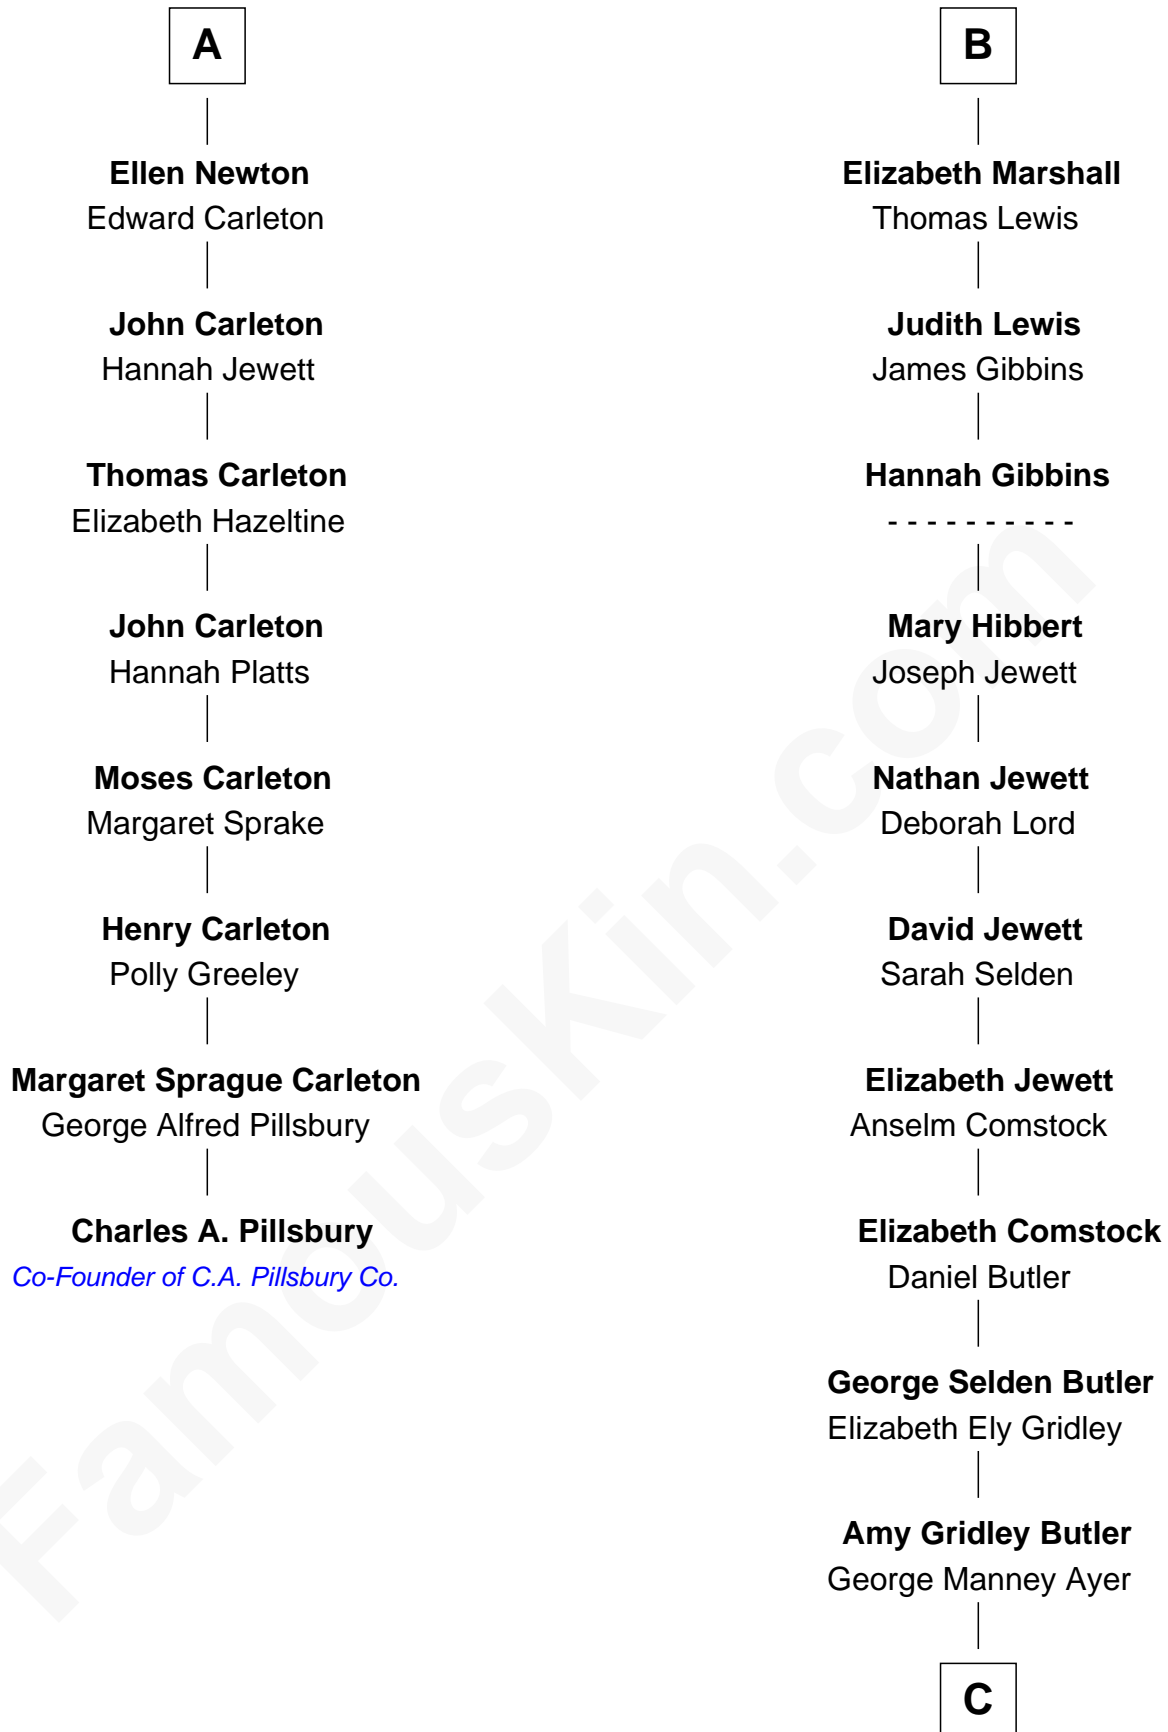 A
Ellen Newton
Edward Carleton
John Carleton
Hannah Jewett
Thomas Carleton
Elizabeth Hazeltine
John Carleton
Hannah Platts
Moses Carleton
Margaret Sprake
Henry Carleton
Polly Greeley
Margaret Sprague Carleton
George Alfred Pillsbury
Charles A. Pillsbury
Co-Founder of C.A. Pillsbury Co.
B
Elizabeth Marshall
Thomas Lewis
Judith Lewis
James Gibbins
Hannah Gibbins
- - - - - - - - - -
Mary Hibbert
Joseph Jewett
Nathan Jewett
Deborah Lord
David Jewett
Sarah Selden
Elizabeth Jewett
Anselm Comstock
Elizabeth Comstock
Daniel Butler
George Selden Butler
Elizabeth Ely Gridley
Amy Gridley Butler
George Manney Ayer
C
FamousKin.com